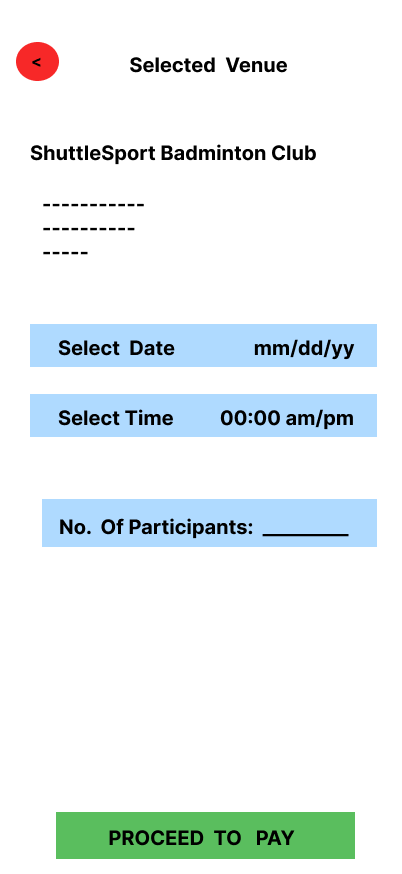 <
Selected Venue
ShuttleSport Badminton Club
-----------
----------
-----
Select Date mm/dd/yy
Select Time 00:00 am/pm
No. Of Participants: _________
PROCEED TO PAY